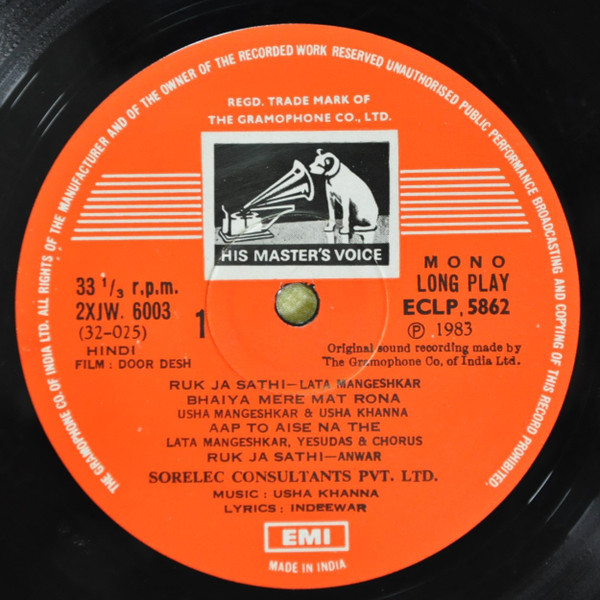 THE GRAMOPHONE CO. OF INDIA LTD. ALL RIGHTS OF THE MANUFACTURER AND OF THE OWNER OF THE RECORDED WORK RESERVED UNAUTHORISED PUBLIC PERFORMANCE BROADCASTING AND COPYING OF THIS RECORD PROHIBITED.
REGD. TRADE MARK OF
THE GRAMOPHONE CO., LTD.
HIS MASTER'S VOICE
33 1/3 r.p.m.
2XJW. 6003
(32-025)
HINDI
FILM : DOOR DESH
1
MONO
LONG PLAY
ECLP. 5862
Ⓟ 1983
Original sound recording made by
The Gramophone Co, of India Ltd.
RUK JA SATHI—LATA MANGESHKAR
BHAIYA MERE MAT RONA
USHA MANGESHKAR & USHA KHANNA
AAP TO AISE NA THE
LATA MANGESHKAR, YESUDAS & CHORUS
RUK JA SATHI—ANWAR
SORELEC CONSULTANTS PVT. LTD.
MUSIC : USHA KHANNA
LYRICS : INDEEWAR
EMI
MADE IN INDIA